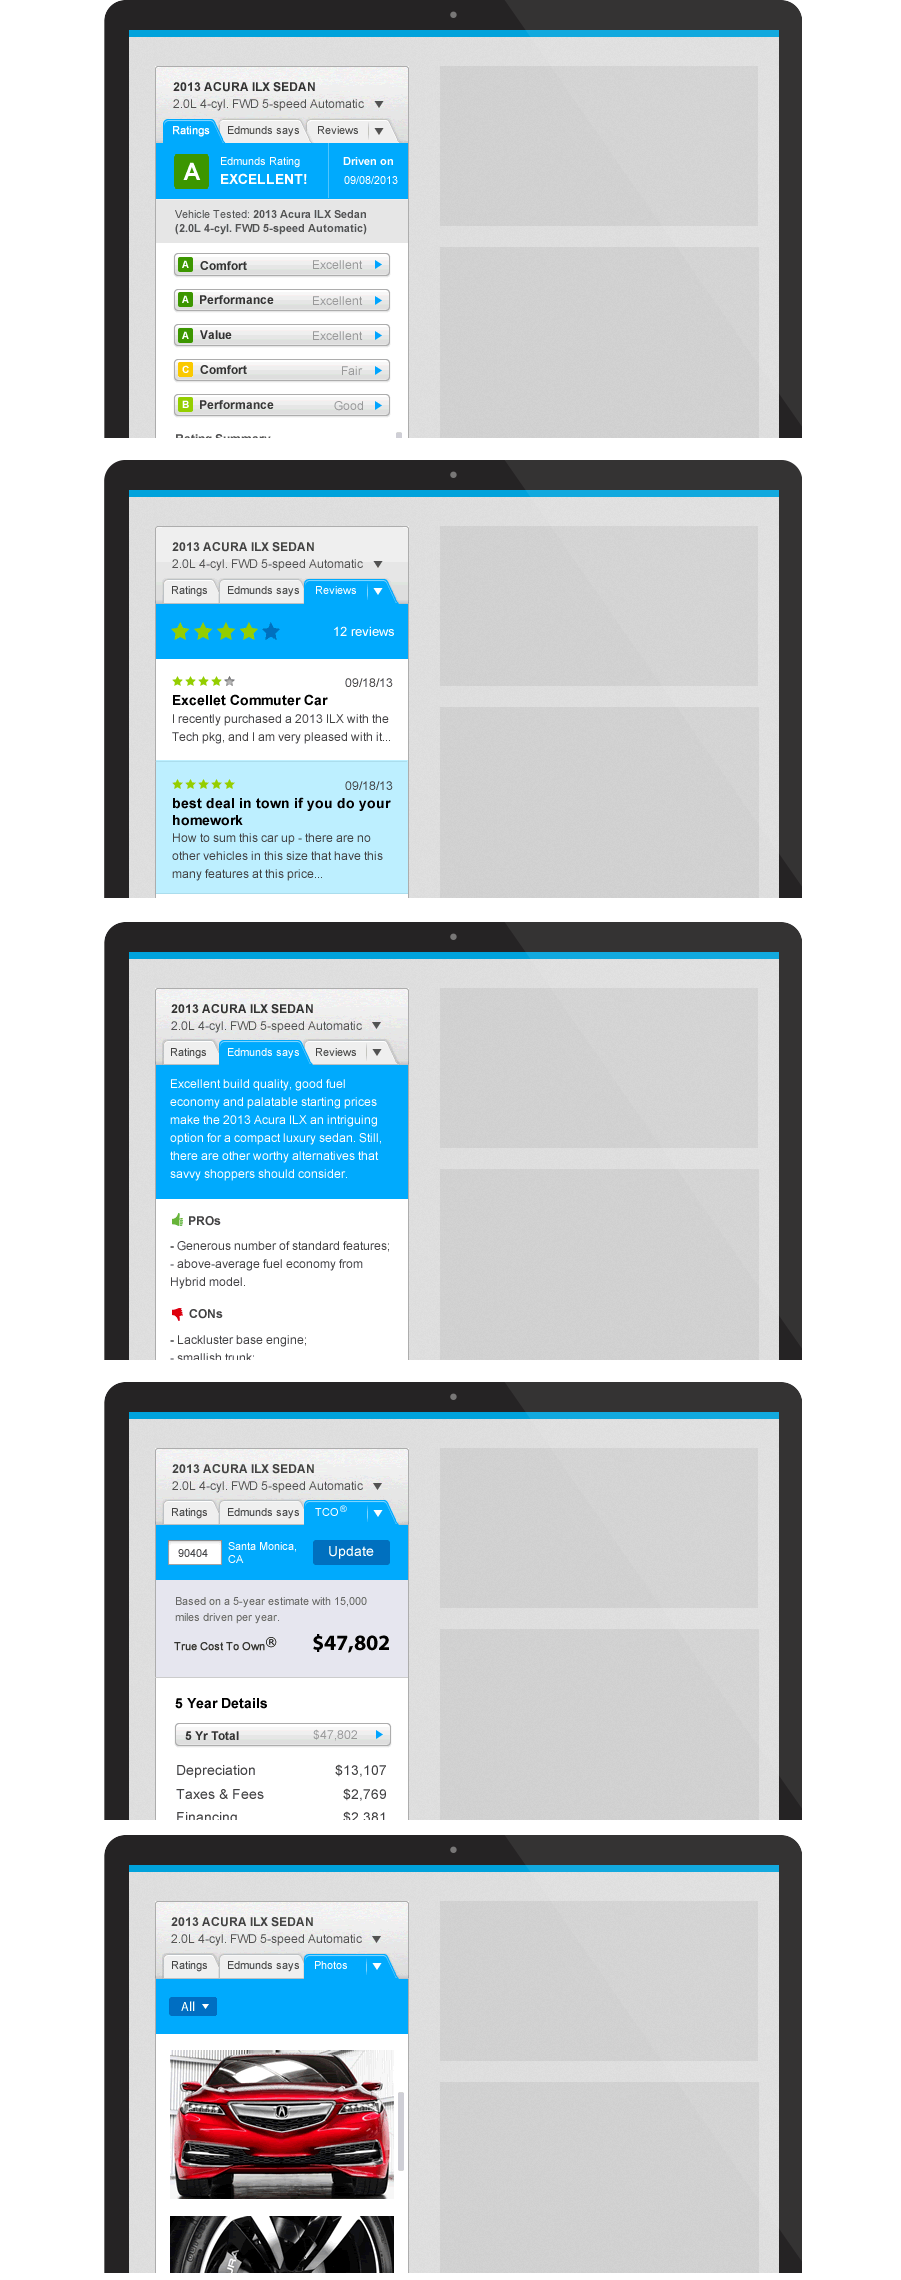 2013 ACURA ILX SEDAN
2.0L 4-cyl. FWD 5-speed Automatic
Ratings Edmunds says Reviews
A Edmunds Rating Driven on
EXCELLENT! 09/08/2013
Vehicle Tested: 2013 Acura ILX Sedan
(2.0L 4-cyl. FWD 5-speed Automatic)
A Comfort Excellent
A Performance Excellent
A Value Excellent
C Comfort Fair
B Performance Good
Rating Summary
2013 ACURA ILX SEDAN
2.0L 4-cyl. FWD 5-speed Automatic
Ratings Edmunds says Reviews
12 reviews
09/18/13
Excellet Commuter Car
I recently purchased a 2013 ILX with the
Tech pkg, and I am very pleased with it...
09/18/13
best deal in town if you do your
homework
How to sum this car up - there are no
other vehicles in this size that have this
many features at this price...
2013 ACURA ILX SEDAN
2.0L 4-cyl. FWD 5-speed Automatic
Ratings Edmunds says Reviews
Excellent build quality, good fuel
economy and palatable starting prices
make the 2013 Acura ILX an intriguing
option for a compact luxury sedan. Still,
there are other worthy alternatives that
savvy shoppers should consider.
PROs
- Generous number of standard features;
- above-average fuel economy from
Hybrid model.
CONs
- Lackluster base engine;
- smallish trunk;
2013 ACURA ILX SEDAN
2.0L 4-cyl. FWD 5-speed Automatic
Ratings Edmunds says TCO®
90404 Santa Monica, Update
CA
Based on a 5-year estimate with 15,000
miles driven per year.
True Cost To Own® $47,802
5 Year Details
5 Yr Total $47,802
Depreciation $13,107
Taxes & Fees $2,769
Financing $2,381
2013 ACURA ILX SEDAN
2.0L 4-cyl. FWD 5-speed Automatic
Ratings Edmunds says Photos
All